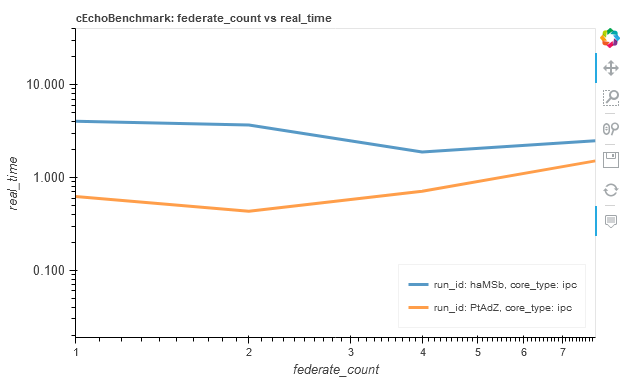 cEchoBenchmark: federate_count vs real_time
10.000
1.000
0.100
real_time
run_id: haMSb, core_type: ipc
run_id: PtAdZ, core_type: ipc
1 2 3 4 5 6 7
federate_count